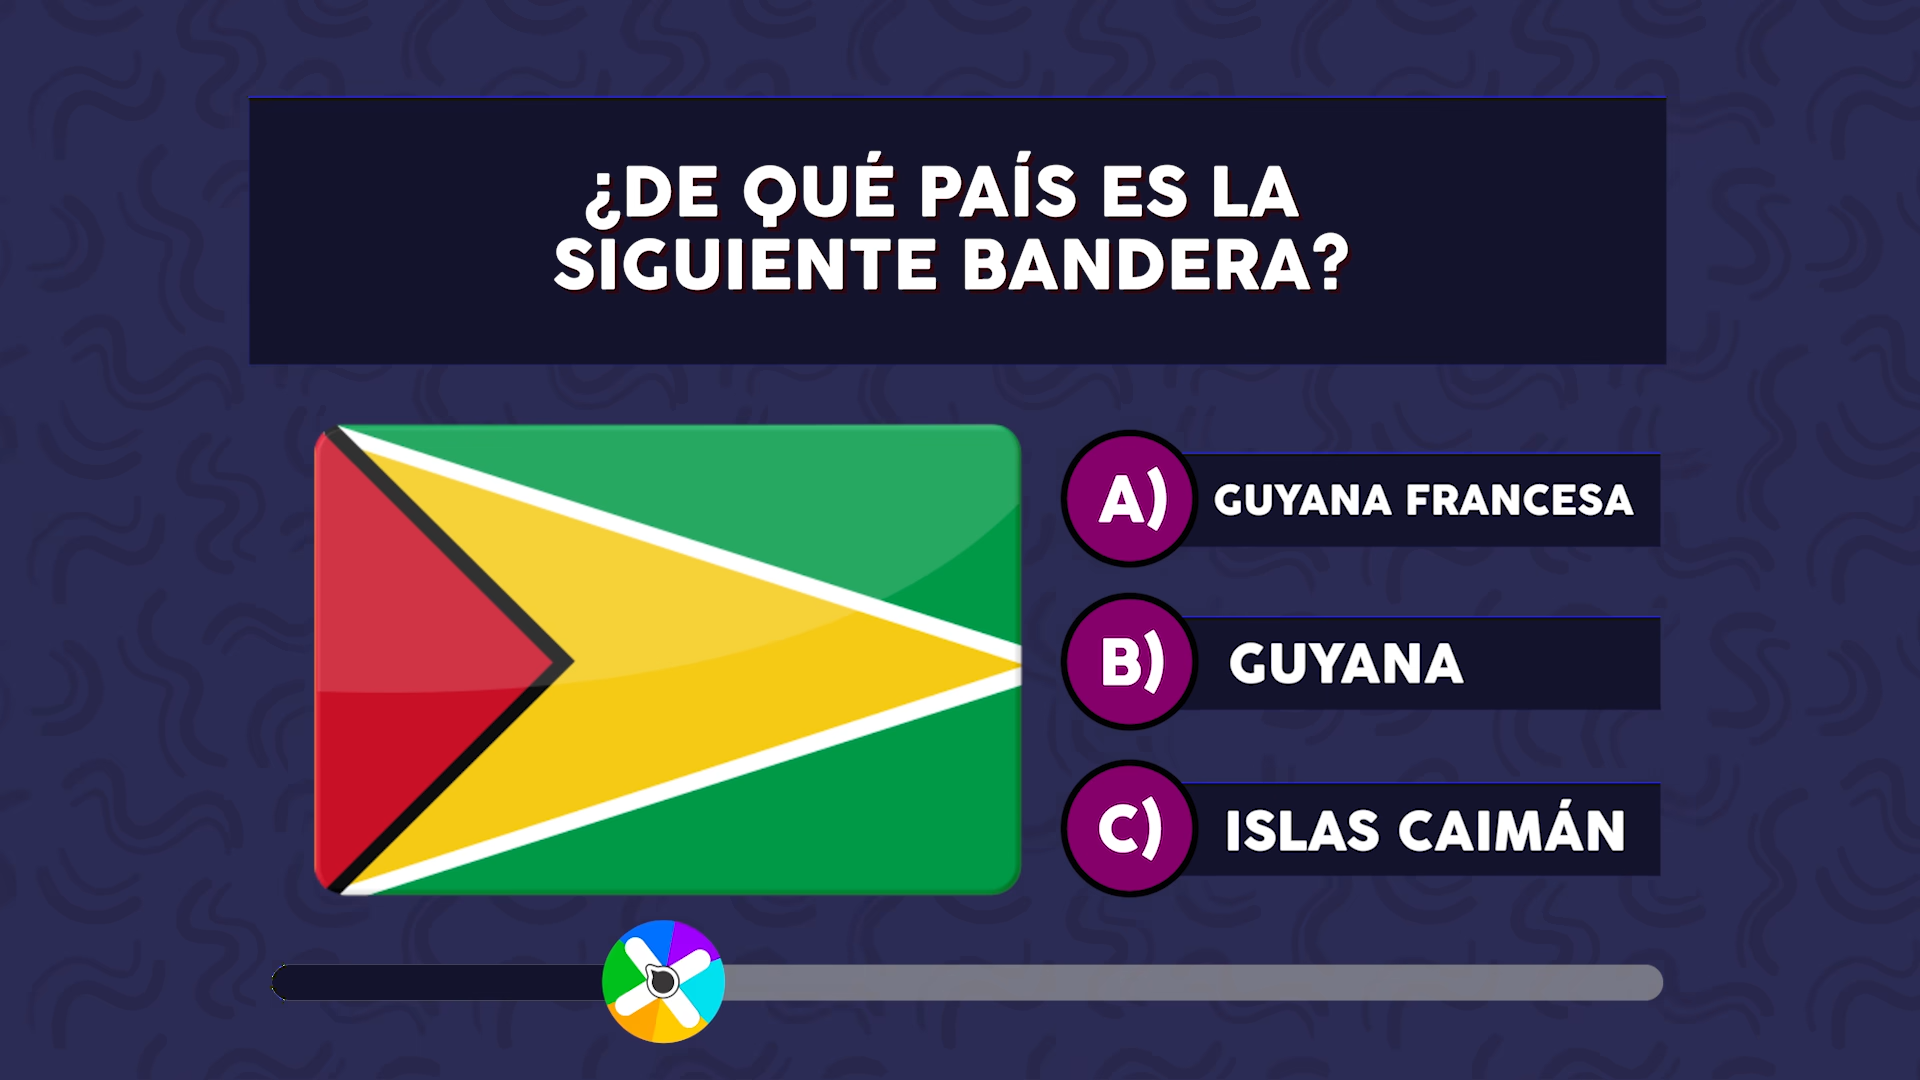 ¿DE QUÉ PAÍS ES LA
SIGUIENTE BANDERA?
A) GUYANA FRANCESA
B) GUYANA
C) ISLAS CAIMÁN